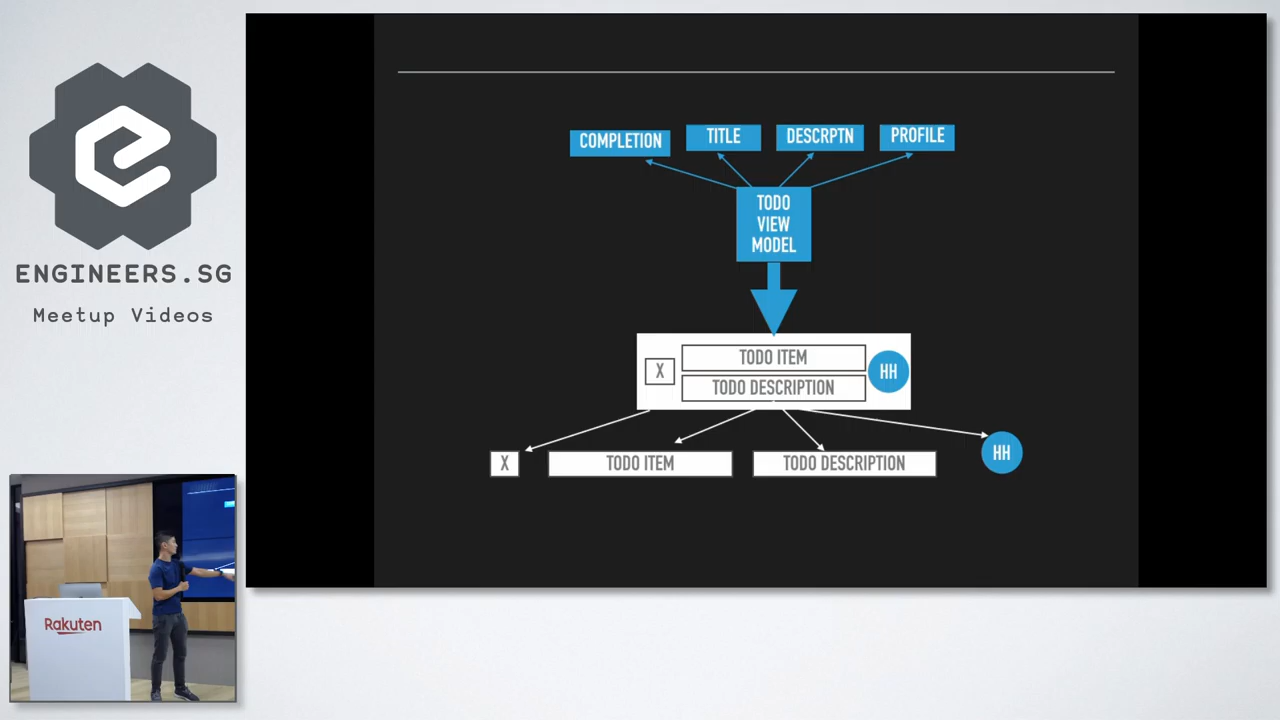 ENGINEERS.SG
Meetup Videos
COMPLETION
TITLE
DESCRPTN
PROFILE
TODO
VIEW
MODEL
X
TODO ITEM
HH
TODO DESCRIPTION
X
TODO ITEM
TODO DESCRIPTION
HH
Rakuten